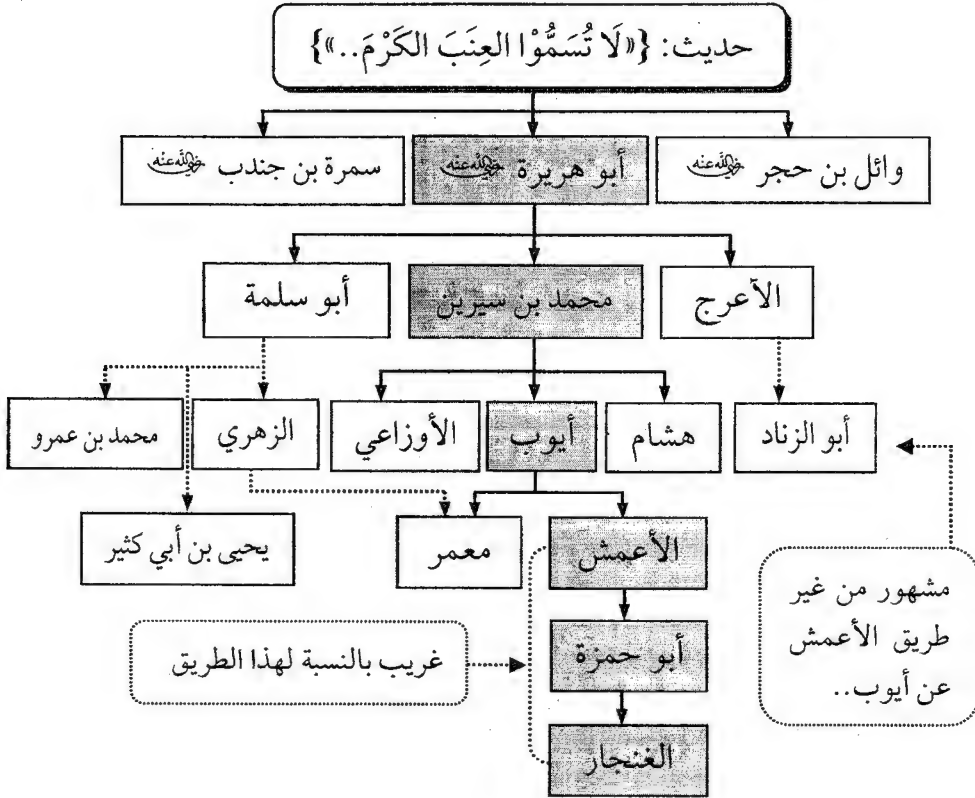 حديث: {«لَا تُسَمُّوْا العِنَبَ الكَرْمَ..»}
وائل بن حجر رضي الله عنه
أبو هريرة رضي الله عنه
سمرة بن جندب رضي الله عنه
الآعرج
محمد بن سيرين
أبو سلمة
أبو الزناد
هشام
أيوب
الأوزاعي
الزهري
محمد بن عمرو
الأعمش
معمر
يحيى بن أبي كثير
مشهور من غير
طريق الأعمش
عن أيوب..
أبو حمزة
غريب بالنسبة لهذا الطريق
الغنجار